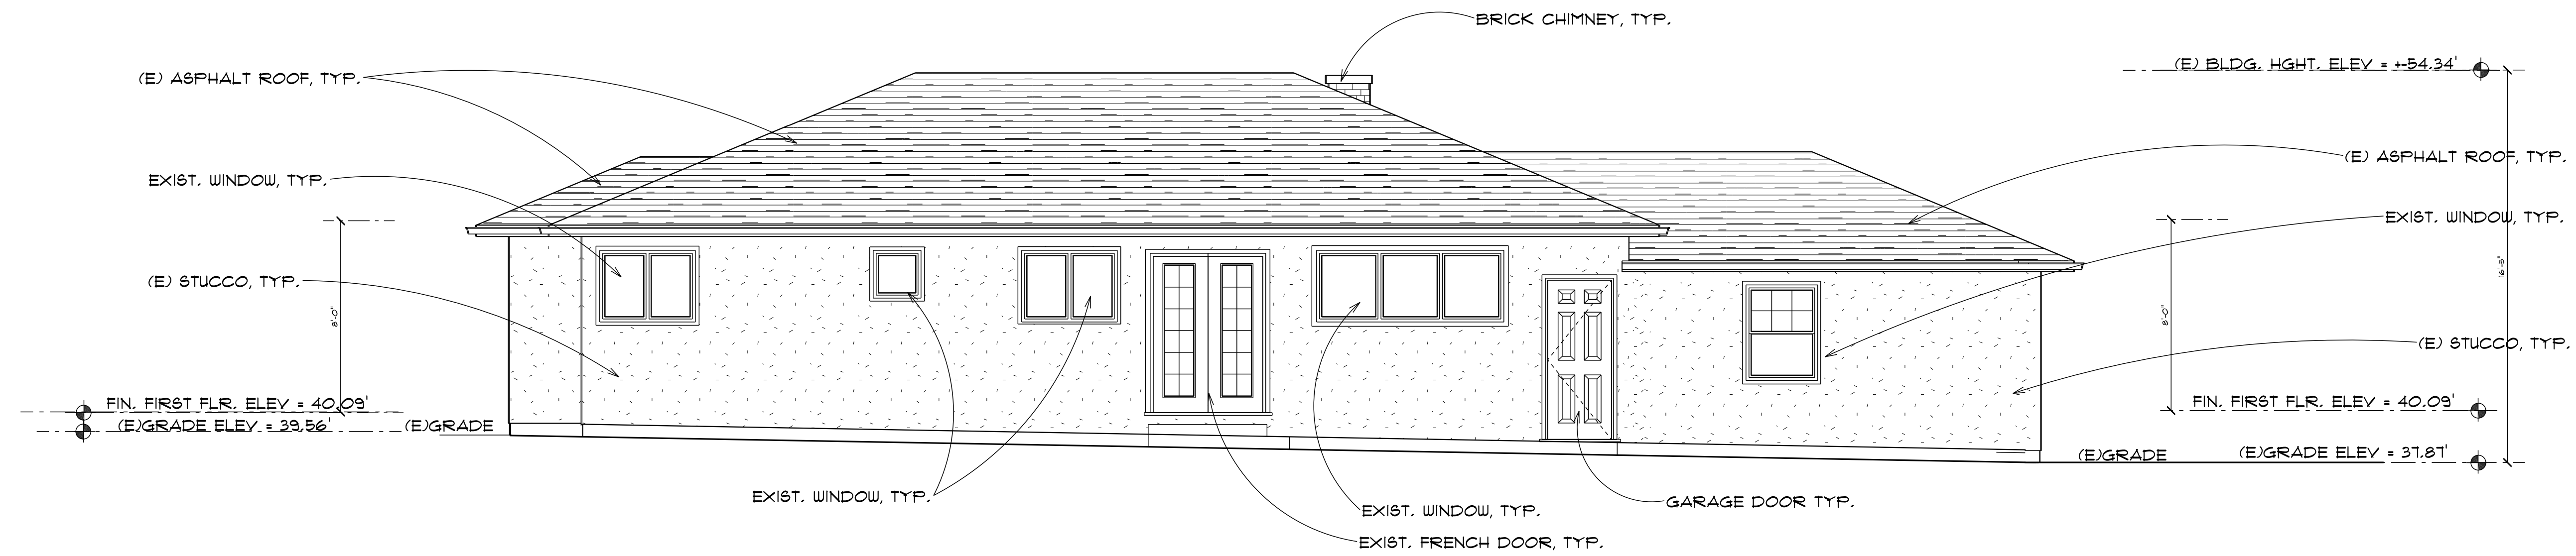 BRICK CHIMNEY, TYP.
(E) BLDG. HGHT. ELEV = +-54.34'
(E) ASPHALT ROOF, TYP.
(E) ASPHALT ROOF, TYP.
EXIST. WINDOW, TYP.
EXIST. WINDOW, TYP.
16'-5"
(E) STUCCO, TYP.
8'-0"
8'-0"
(E) STUCCO, TYP.
FIN. FIRST FLR. ELEV = 40.09'
FIN. FIRST FLR. ELEV = 40.09'
(E)GRADE ELEV = 39.56'
(E)GRADE
(E)GRADE
(E)GRADE ELEV = 37.87'
EXIST. WINDOW, TYP.
GARAGE DOOR TYP.
EXIST. WINDOW, TYP.
EXIST. FRENCH DOOR, TYP.